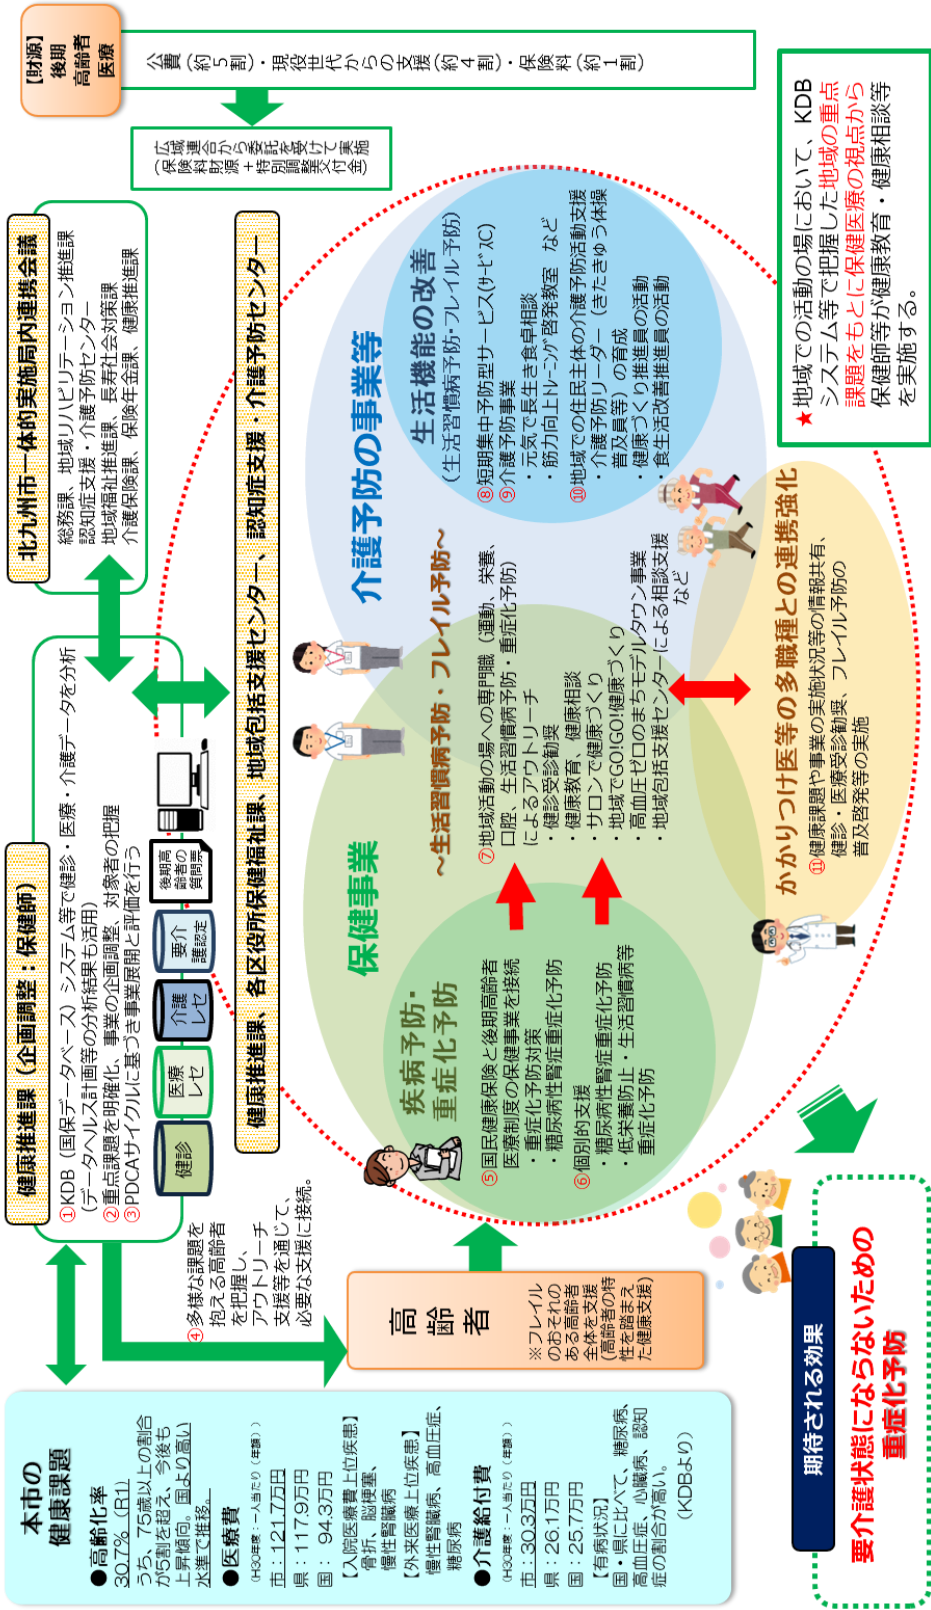 本市の
健康課題
●高齢化率
30.7% (R1)
うち、75歳以上の割合
が5割を超え、今後も
上昇傾向。国より高い
水準で推移。
●医療費
(H30年度:一人当たり(年額))
市:121.7万円
県:117.9万円
国: 94.3万円
【入院医療費上位疾患】
骨折、脳梗塞、
慢性腎臓病
【外来医療上位疾患】
慢性腎臓病、高血圧症、
糖尿病
●介護給付費
(H30年度:一人当たり(年額))
市:30.3万円
県:26.1万円
国:25.7万円
【有病状況】
国・県に比べて、糖尿病、
高血圧症、心臓病、認知
症の割合が高い。
(KDBより)
健康推進課(企画調整:保健師)
①KDB(国保データベース)システム等で健診・医療・介護データを分析
(データヘルス計画等の分析結果も活用)
②重点課題を明確化、事業の企画調整、対象者の把握
③PDCAサイクルに基づき事業展開と評価を行う
健診
医療
レセ
介護
レセ
要介
護認定
後期高
齢者の
質問票
④多様な課題を
抱える高齢者
を把握し、
アウトリーチ
支援等を通じて、
必要な支援に接続。
北九州市一体的実施局内連携会議
総務課、地域リハビリテーション推進課
認知症支援・介護予防センター
地域福祉推進課、長寿社会対策課
介護保険課、保険年金課、健康推進課
【財源】
後期
高齢者
医療
公費(約5割)・現役世代からの支援(約4割)・保険料(約1割)
広域連合から委託を受けて実施
(保険料財源+特別調整交付金)
健康推進課、各区役所保健福祉課、地域包括支援センター、認知症支援・介護予防センター
高
齢
者
※フレイル
のおそれの
ある高齢者
全体を支援
(高齢者の特
性を踏まえ
た健康支援)
保健事業
介護予防の事業等
~生活習慣病予防・フレイル予防~
疾病予防・
重症化予防
⑤国民健康保険と後期高齢者
医療制度の保健事業を接続
・重症化予防対策
・糖尿病性腎症重症化予防
⑥個別的支援
・糖尿病性腎症重症化予防
・低栄養防止・生活習慣病等
重症化予防
⑦地域活動の場への専門職(運動、栄養、
口腔、生活習慣病予防・重症化予防)
によるアウトリーチ
・健診受診勧奨
・健康教育 健康相談
・サロンで健康づくり
・地域でGO!GO!健康づくり
・高血圧ゼロのまちモデルタウン事業
・地域包括支援センターによる相談支援
など
生活機能の改善
(生活習慣病予防・フレイル予防)
⑧短期集中予防型サービス(サービスC)
⑨介護予防事業
・元気で長生き食卓相談
・筋力向上トレーニング啓発教室 など
⑩地域での住民主体の介護予防活動支援
・介護予防リーダー(きたきゅう体操
普及員等)の育成
・健康づくり推進員の活動
・食生活改善推進員の活動
かかりつけ医等の多職種との連携強化
⑪健康課題や事業の実施状況等の情報共有、
健診・医療受診勧奨、フレイル予防の
普及啓発等の実施
★地域での活動の場において、KDB
システム等で把握した地域の重点
課題をもとに保健医療の視点から
保健師等が健康教育・健康相談等
を実施する。
期待される効果
要介護状態にならないための
重症化予防